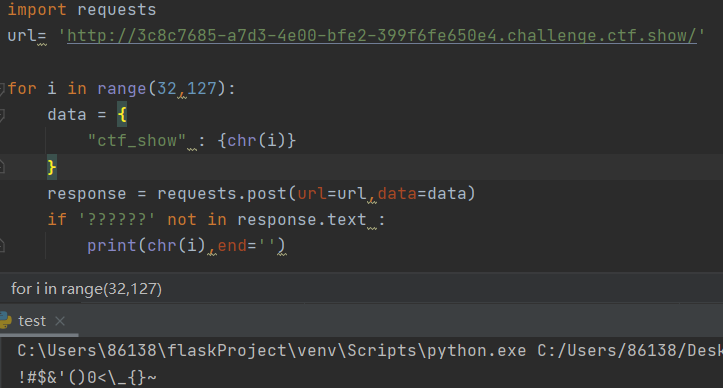 import requests
url= 'http://3c8c7685-a7d3-4e00-bfe2-399f6fe650e4.challenge.ctf.show/'
for i in range(32,127):
    data = {
        "ctf_show" : {chr(i)}
    }
    response = requests.post(url=url,data=data)
    if '??????' not in response.text :
        print(chr(i),end='')
for i in range(32,127)
test ×
C:\Users\86138\flaskProject\venv\Scripts\python.exe C:/Users/86138/Desk
!#$&'()0<\_{}~